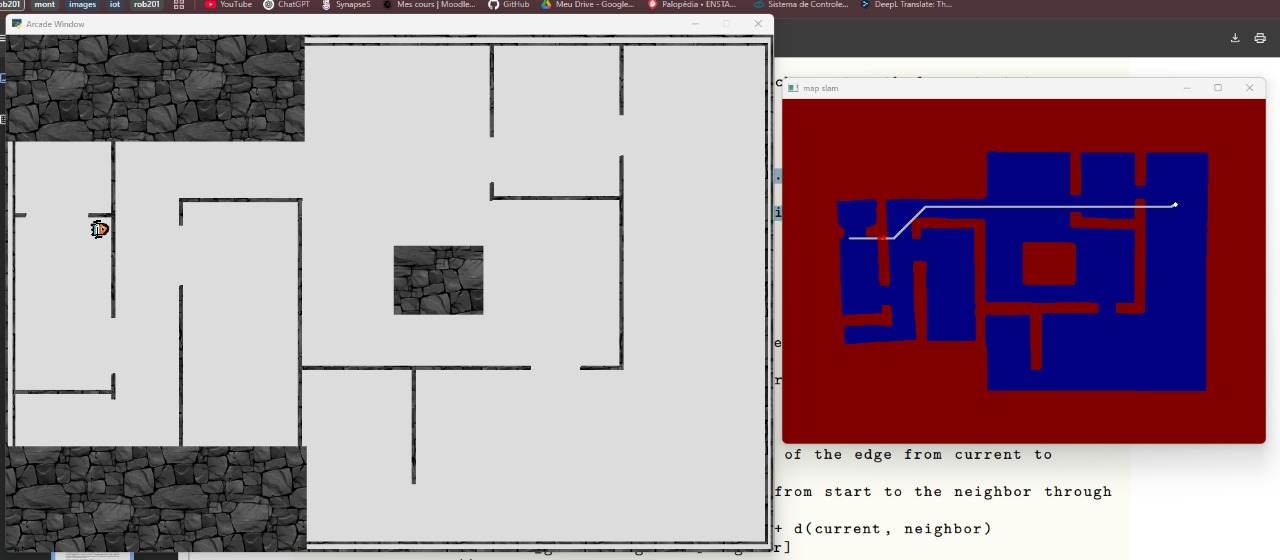 ob201 mont images iot rob201 YouTube ChatGPT SynapseS Mes cours | Moodle... GitHub Meu Drive - Google... Palopédia • ENSTA... Sistema de Controle... DeepL Translate: Th...
Arcade Window
map slam
of the edge from current to
from start to the neighbor through
+ d(current, neighbor)
r]